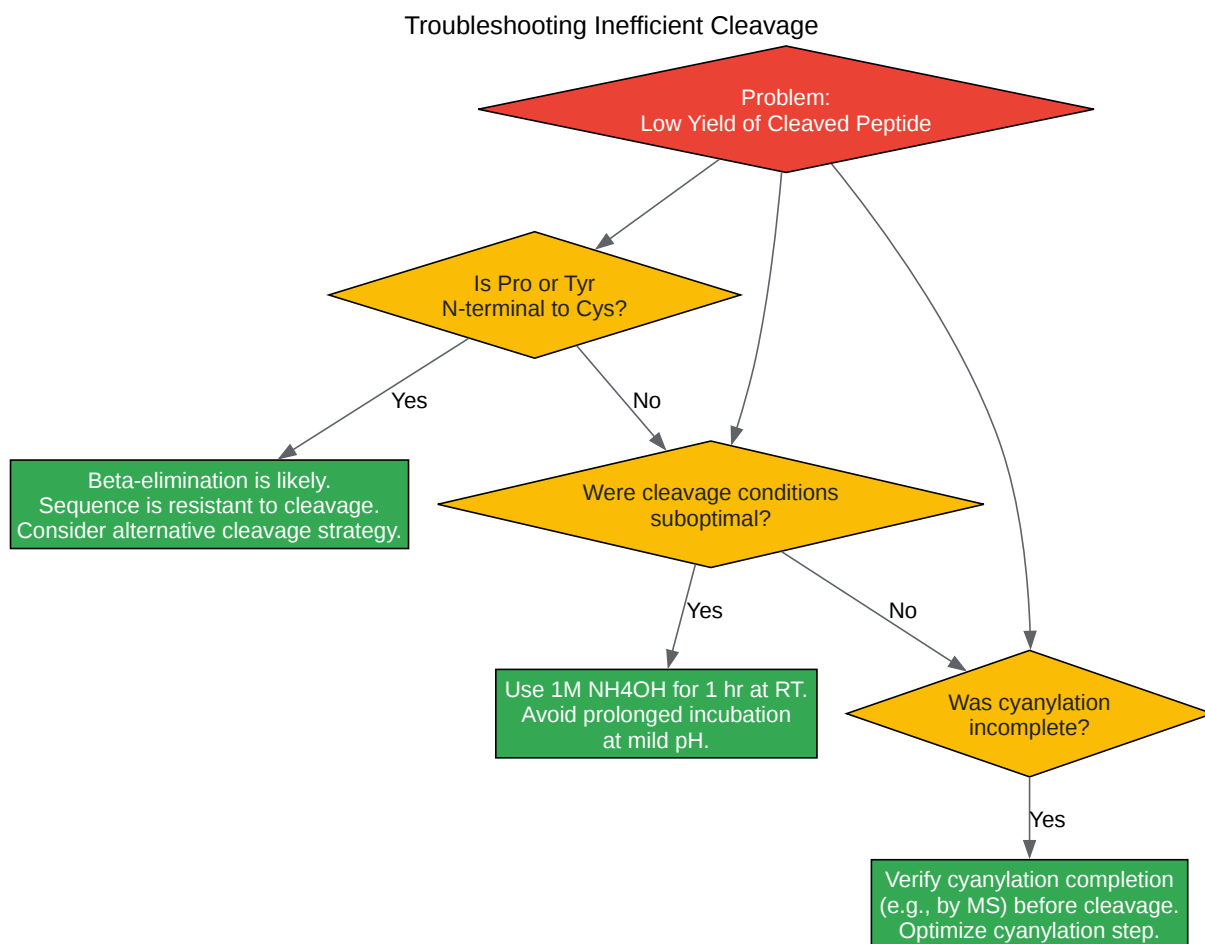 Troubleshooting Inefficient Cleavage
Problem:
Low Yield of Cleaved Peptide
Is Pro or Tyr
N-terminal to Cys?
Yes
No
Beta-elimination is likely.
Sequence is resistant to cleavage.
Consider alternative cleavage strategy.
Were cleavage conditions
suboptimal?
Yes
No
Use 1M NH4OH for 1 hr at RT.
Avoid prolonged incubation
at mild pH.
Was cyanylation
incomplete?
Yes
Verify cyanylation completion
(e.g., by MS) before cleavage.
Optimize cyanylation step.